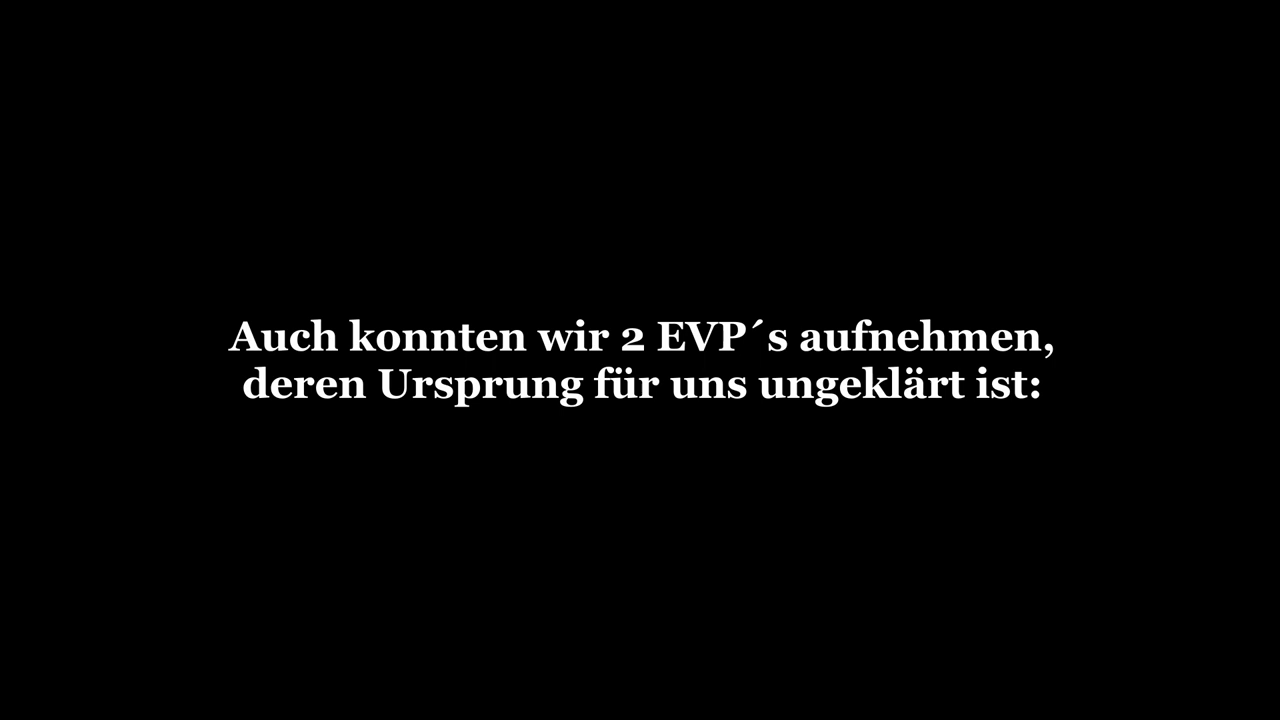 Auch konnten wir 2 EVP´s aufnehmen,
deren Ursprung für uns ungeklärt ist: